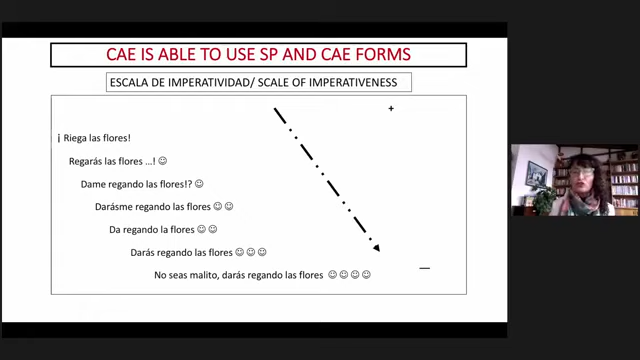 CAE IS ABLE TO USE SP AND CAE FORMS
ESCALA DE IMPERATIVIDAD/ SCALE OF IMPERATIVENESS
+
¡ Riega las flores!
Regarás las flores ...! ☺
Dame regando las flores!? ☺
Darásme regando las flores ☺ ☺
Da regando la flores ☺ ☺
Darás regando las flores ☺ ☺ ☺
—
No seas malito, darás regando las flores ☺ ☺ ☺ ☺